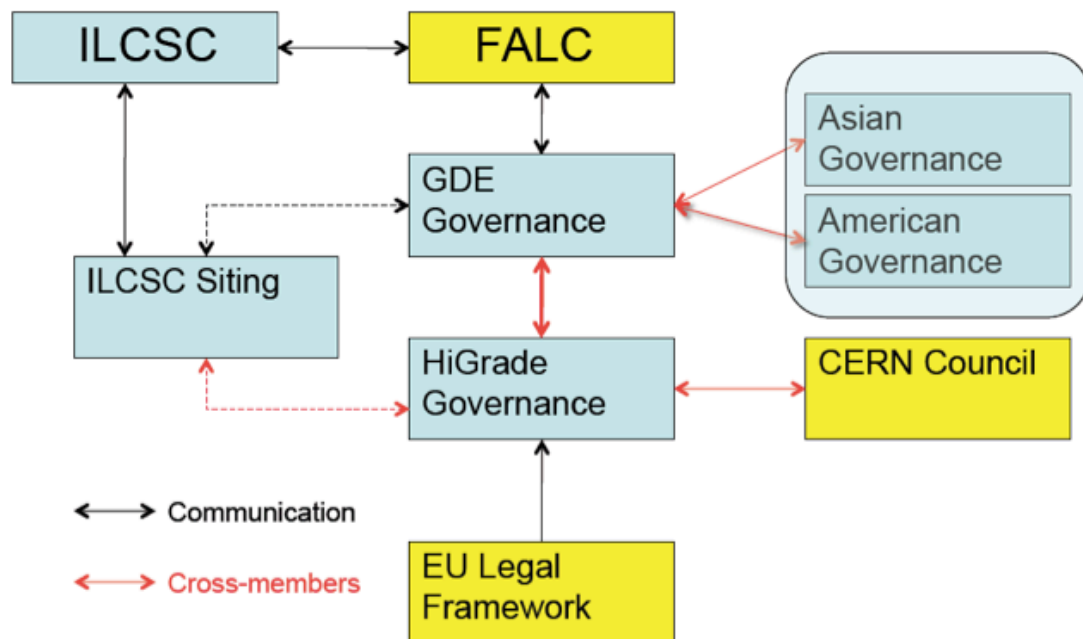 ILCSC
FALC
Asian
Governance
GDE
Governance
American
Governance
ILCSC Siting
HiGrade
Governance
CERN Council
Communication
Cross-members
EU Legal
Framework